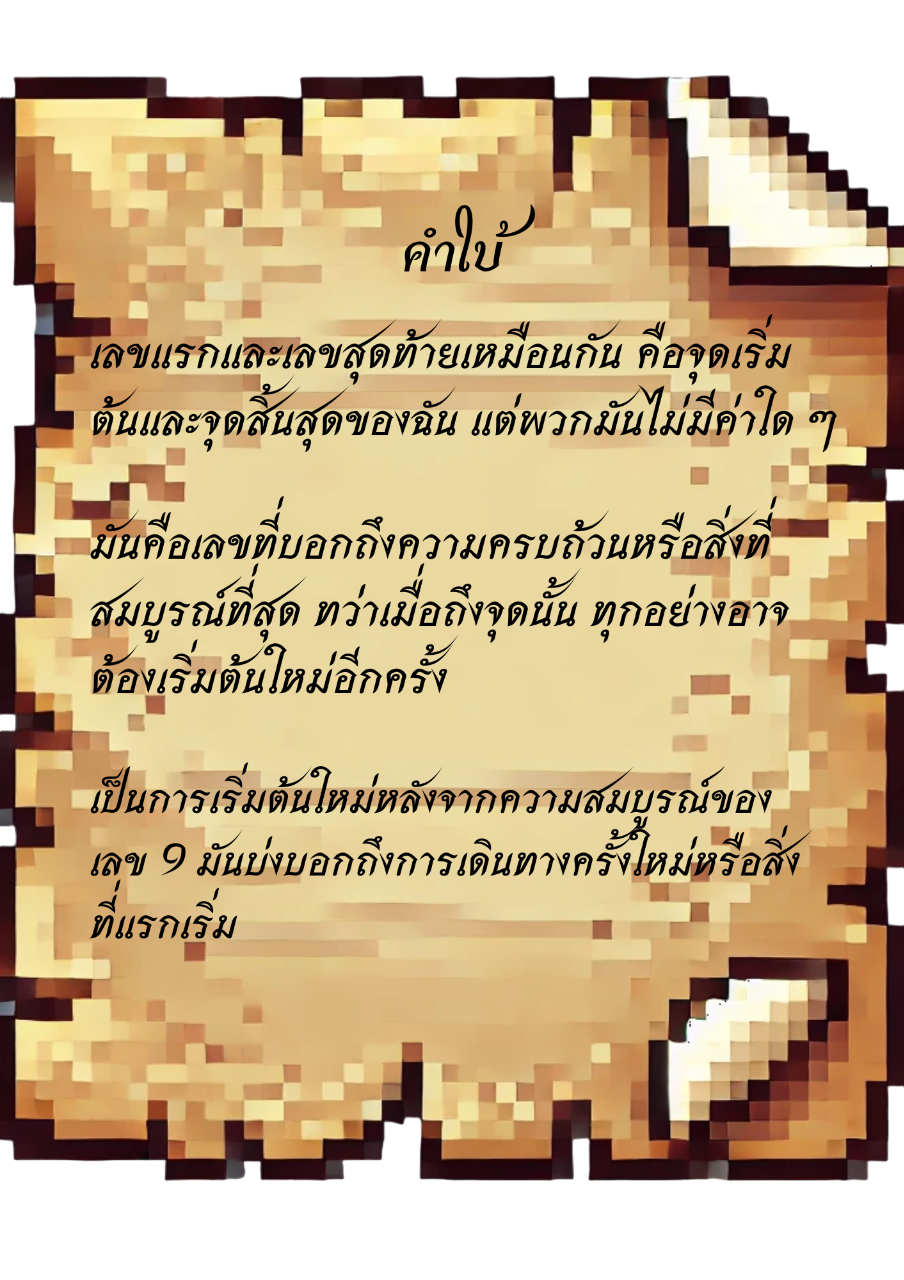 คำใบ้
เลขแรกและเลขสุดท้ายเหมือนกัน คือจุดเริ่ม
ต้นและจุดสิ้นสุดของฉัน แต่พวกมันไม่มีค่าใด ๆ
มันคือเลขที่บอกถึงความครบถ้วนหรือสิ่งที่
สมบูรณ์ที่สุด ทว่าเมื่อถึงจุดนั้น ทุกอย่างอาจ
ต้องเริ่มต้นใหม่อีกครั้ง
เป็นการเริ่มต้นใหม่หลังจากความสมบูรณ์ของ
เลข 9 มันบ่งบอกถึงการเดินทางครั้งใหม่หรือสิ่ง
ที่แรกเริ่ม